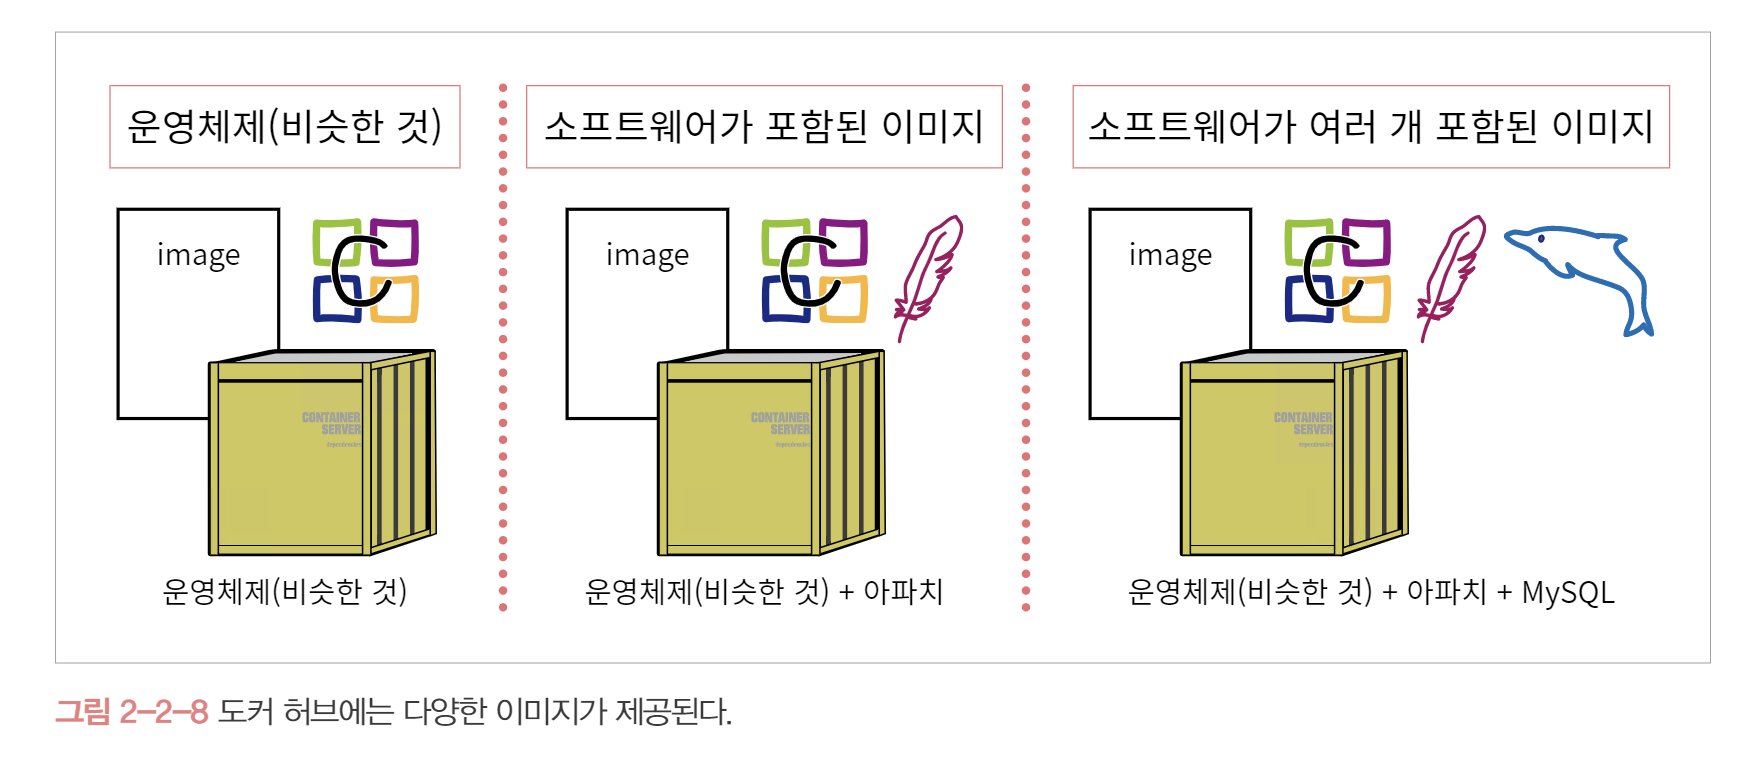 운영체제(비슷한 것)
소프트웨어가 포함된 이미지
소프트웨어가 여러 개 포함된 이미지
image
image
image
CONTAINER
SERVER
CONTAINER
SERVER
CONTAINER
SERVER
운영체제(비슷한 것)
운영체제(비슷한 것) + 아파치
운영체제(비슷한 것) + 아파치 + MySQL
그림 2-2-8 도커 허브에는 다양한 이미지가 제공된다.